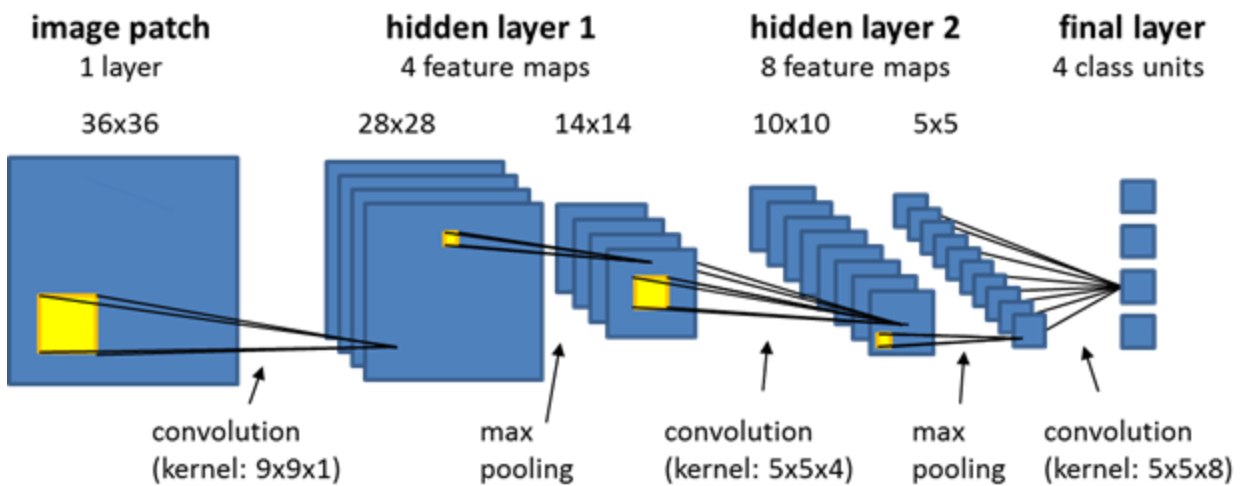 image patch
1 layer
36x36
hidden layer 1
4 feature maps
28x28
14x14
hidden layer 2
8 feature maps
10x10
5x5
final layer
4 class units
convolution
(kernel: 9x9x1)
max
pooling
convolution
(kernel: 5x5x4)
max
pooling
convolution
(kernel: 5x5x8)